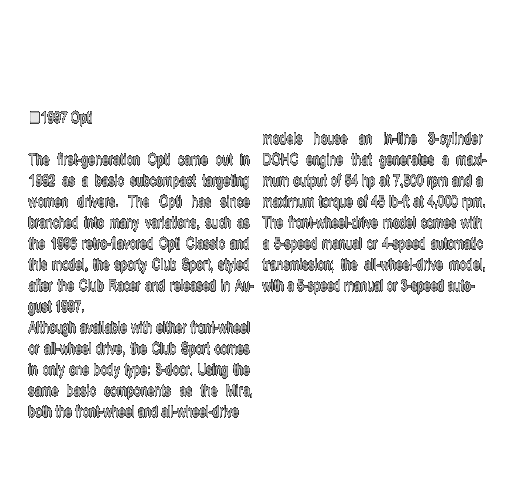 ■1997 Opti
The first-generation Opti came out in
1992 as a basic subcompact targeting
women drivers. The Opti has since
branched into many variations, such as
the 1996 retro-flavored Opti Classic and
this model, the sporty Club Sport, styled
after the Club Racer and released in Au-
gust 1997.
Although available with either front-wheel
or all-wheel drive, the Club Sport comes
in only one body type: 3-door. Using the
same basic components as the Mira,
both the front-wheel and all-wheel-drive
models house an in-line 3-cylinder
DOHC engine that generates a maxi-
mum output of 54 hp at 7,500 rpm and a
maximum torque of 45 lb-ft at 4,000 rpm.
The front-wheel-drive model comes with
a 5-speed manual or 4-speed automatic
transmission; the all-wheel-drive model,
with a 5-speed manual or 3-speed auto-